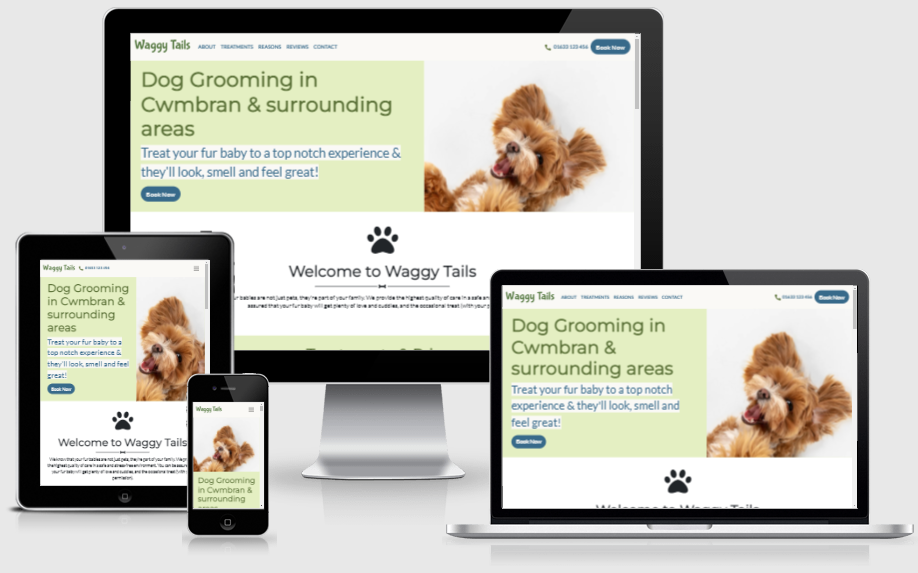 Waggy Tails ABOUT TREATMENTS REASONS REVIEWS CONTACT 01633 123 456 Book Now
Dog Grooming in
Cwmbran & surrounding
areas
Treat your fur baby to a top notch experience &
they'll look, smell and feel great!
Book Now
Welcome to Waggy Tails
fur babies are not just pets, they're part of your family. We provide the highest quality of care in a safe and
assured that your fur baby will get plenty of love and cuddles, and the occasional treat (with your
Waggy Tails 01633 123 456
Dog Grooming
in Cwmbran &
surrounding
areas
Treat your fur baby to a
top notch experience &
they'll look, smell and feel
great!
Book Now
Welcome to Waggy Tails
We know that your fur babies are not just pets, they're part of your family. We
the highest quality of care in a safe and stress-free environment. You can be assured
your fur baby will get plenty of love and cuddles, and the occasional treat (with
permission).
Waggy Tails
Dog Grooming
in Cwmbran &
surrounding
areas
Waggy Tails ABOUT TREATMENTS REASONS REVIEWS CONTACT 01633 123 456 Book Now
Dog Grooming in
Cwmbran &
surrounding areas
Treat your fur baby to a top notch
experience & they'll look, smell and
feel great!
Book Now
Welcome to Waggy Tails